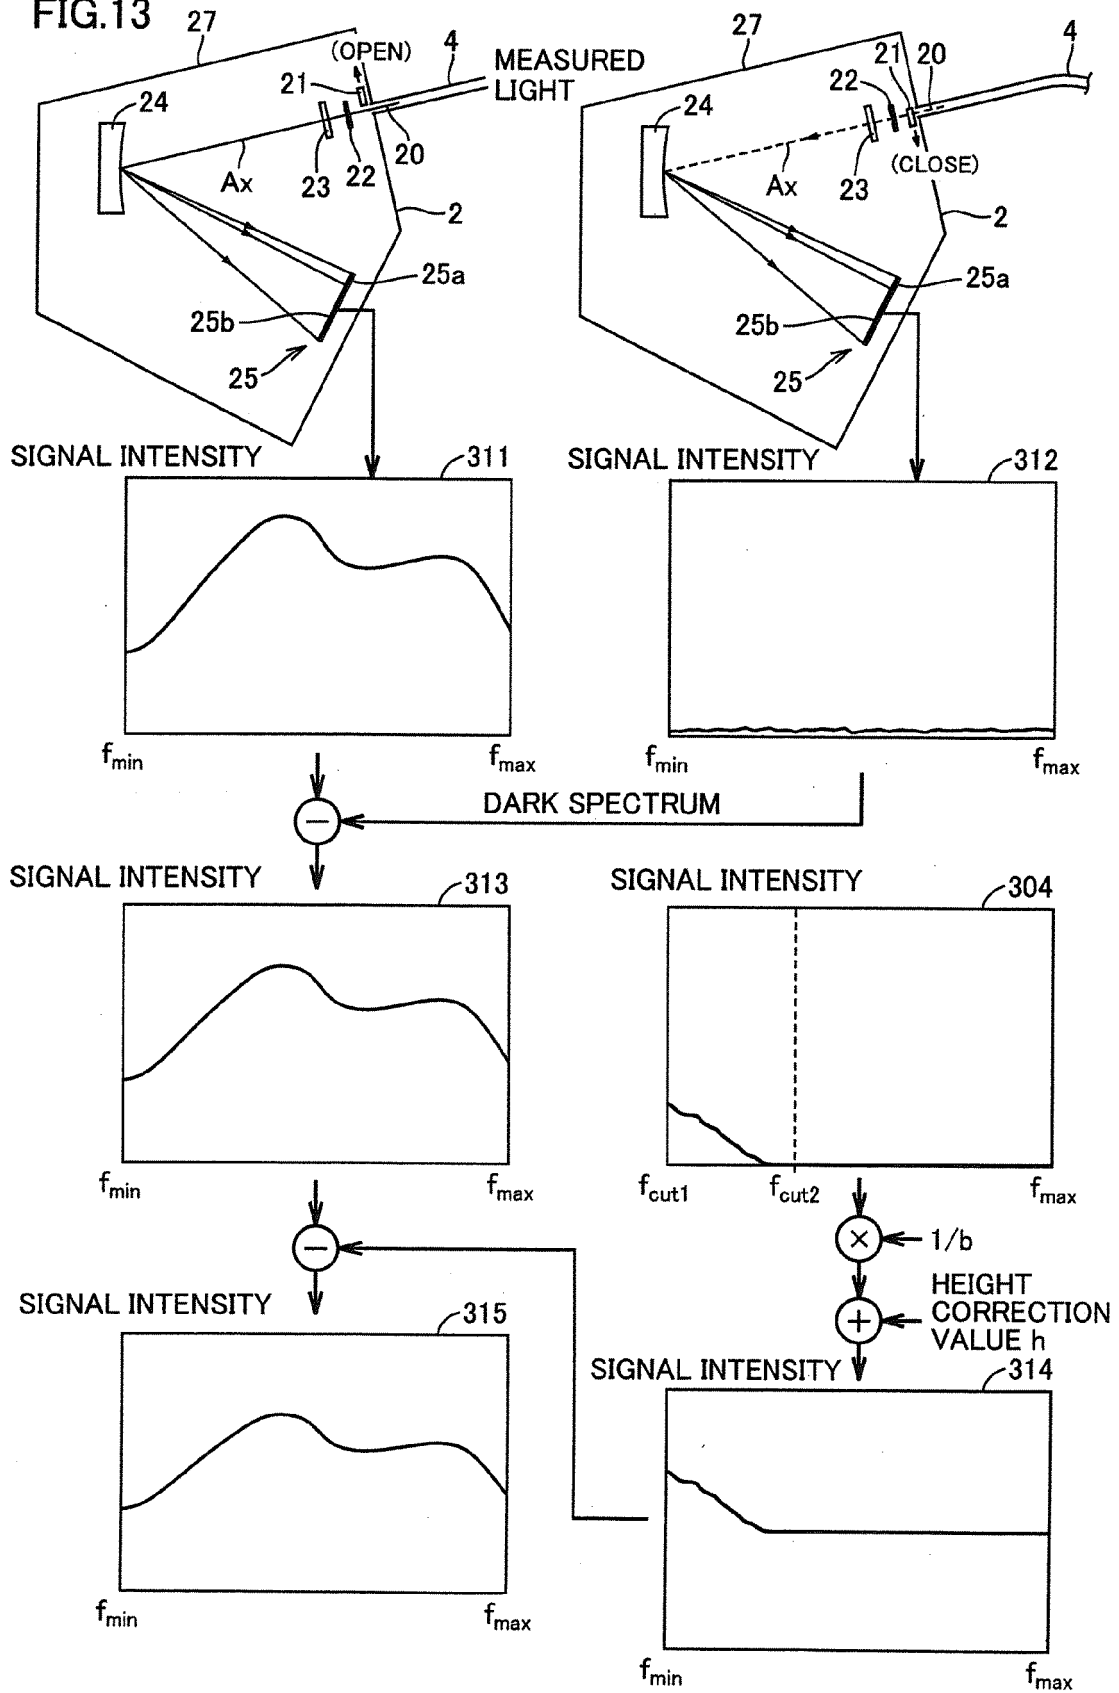 FIG.13
27
(OPEN)
4
MEASURED
LIGHT
21
24
20
Ax
23
22
2
25a
25b
25
27
4
21
20
22
24
(CLOSE)
Ax
23
2
25a
25b
25
SIGNAL INTENSITY
311
SIGNAL INTENSITY
312
fmin
fmax
fmin
fmax
DARK SPECTRUM
−
SIGNAL INTENSITY
313
SIGNAL INTENSITY
304
fmin
fmax
fcut1
fcut2
fmax
−
×
1/b
+
HEIGHT
CORRECTION
VALUE h
SIGNAL INTENSITY
315
SIGNAL INTENSITY
314
fmin
fmax
fmin
fmax